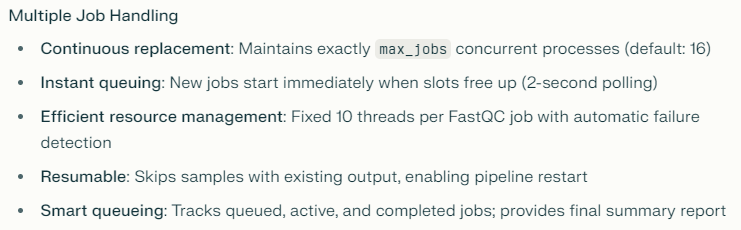 Multiple Job Handling
• Continuous replacement: Maintains exactly max_jobs concurrent processes (default: 16)
• Instant queuing: New jobs start immediately when slots free up (2-second polling)
• Efficient resource management: Fixed 10 threads per FastQC job with automatic failure
detection
• Resumable: Skips samples with existing output, enabling pipeline restart
• Smart queueing: Tracks queued, active, and completed jobs; provides final summary report